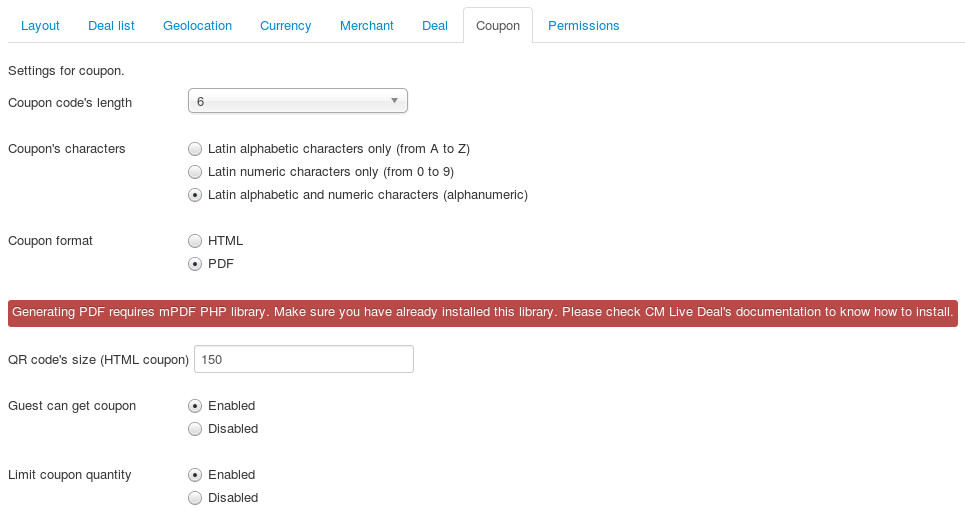 Layout Deal list Geolocation Currency Merchant Deal Coupon Permissions
Settings for coupon.
Coupon code's length 6
Coupon's characters Latin alphabetic characters only (from A to Z)
Latin numeric characters only (from 0 to 9)
Latin alphabetic and numeric characters (alphanumeric)
Coupon format HTML
PDF
Generating PDF requires mPDF PHP library. Make sure you have already installed this library. Please check CM Live Deal's documentation to know how to install.
QR code's size (HTML coupon) 150
Guest can get coupon Enabled
Disabled
Limit coupon quantity Enabled
Disabled